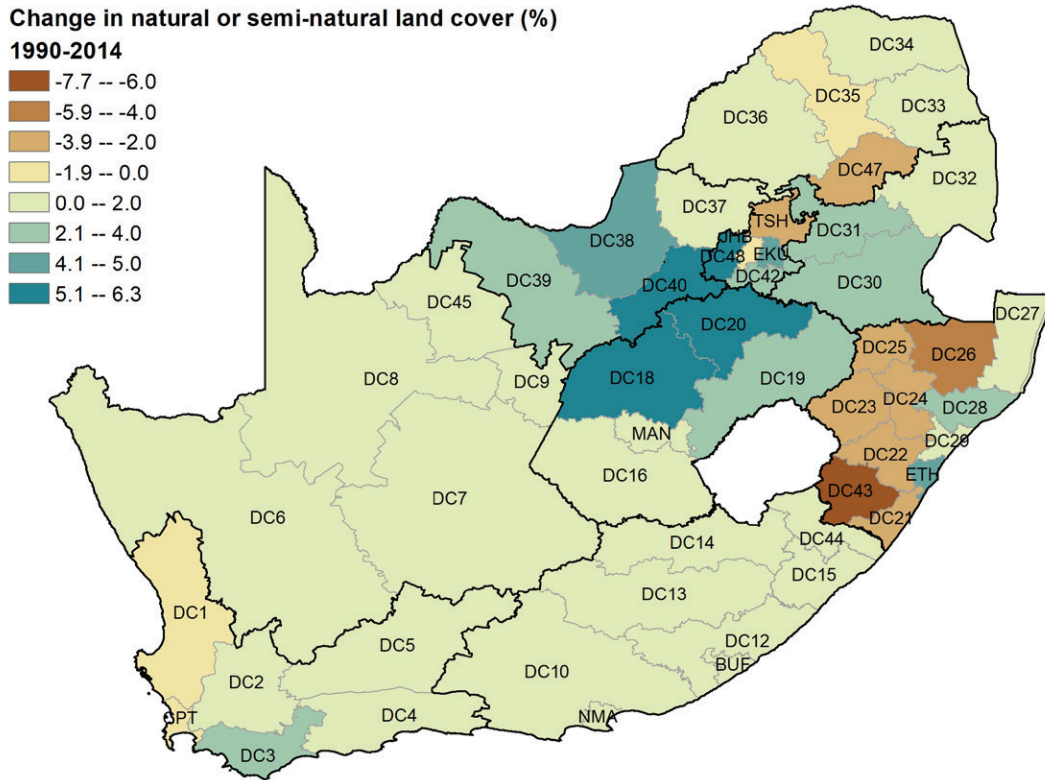 Change in natural or semi-natural land cover (%)
1990-2014
-7.7 -- -6.0
-5.9 -- -4.0
-3.9 -- -2.0
-1.9 -- 0.0
0.0 -- 2.0
2.1 -- 4.0
4.1 -- 5.0
5.1 -- 6.3
DC34
DC35
DC33
DC36
DC47
DC32
DC37
TSH
DC31
JHB
DC38
DC48
EKU
DC39
DC42
DC40
DC30
DC45
DC27
DC20
DC25
DC26
DC8
DC9
DC18
DC19
DC24
DC23
DC28
MAN
DC29
DC22
DC16
ETH
DC7
DC43
DC6
DC21
DC14
DC44
DC15
DC13
DC1
DC5
DC12
BUF
DC10
DC2
CPT
NMA
DC4
DC3